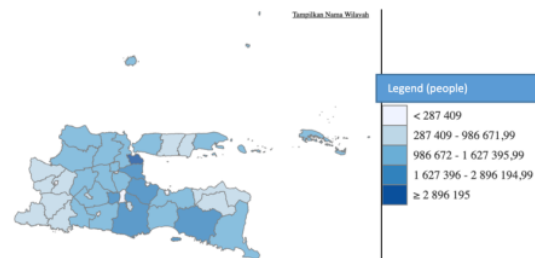 Tampilkan Nama Wilayah
Legend (people)
< 287 409
287 409 - 986 671,99
986 672 - 1 627 395,99
1 627 396 - 2 896 194,99
≥ 2 896 195